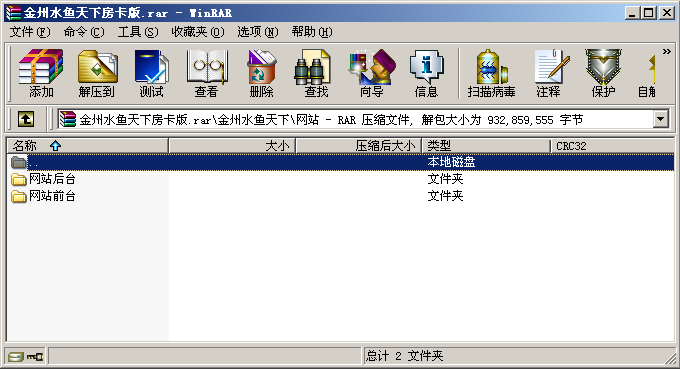 金州水鱼天下房卡版.rar - WinRAR
文件(F) 命令(C) 工具(S) 收藏夹(O) 选项(N) 帮助(H)
添加 解压到 测试 查看 删除 查找 向导 信息 扫描病毒 注释 保护 自解
»
金州水鱼天下房卡版.rar\金州水鱼天下\网站 - RAR 压缩文件, 解包大小为 932,859,555 字节
名称 大小 压缩后大小 类型 CRC32
.. 本地磁盘
网站后台 文件夹
网站前台 文件夹
总计 2 文件夹